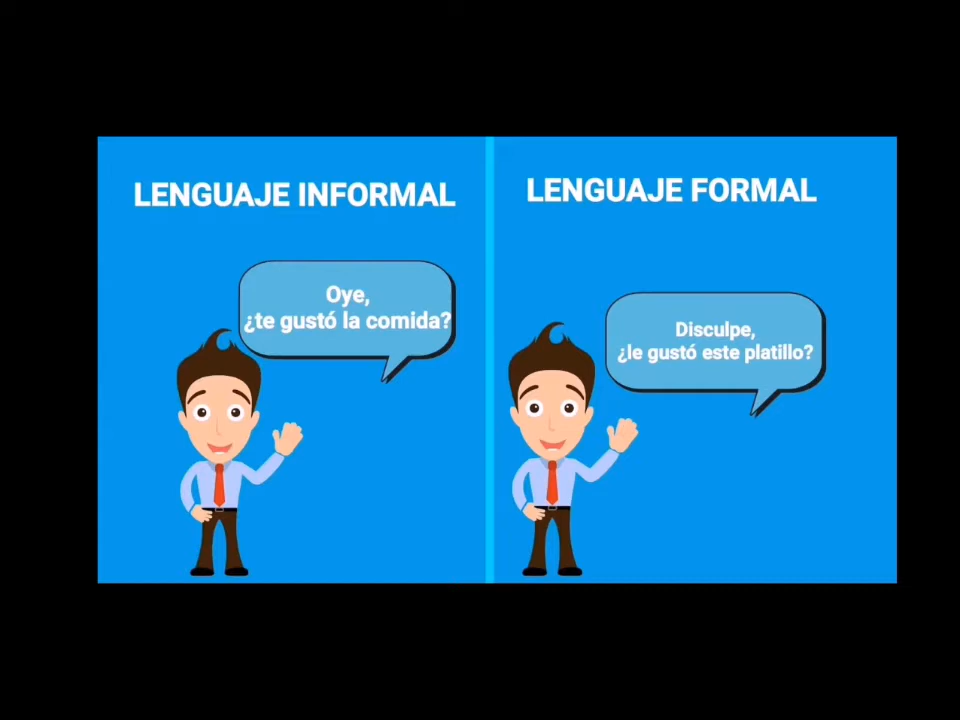 LENGUAJE INFORMAL
Oye,
¿te gustó la comida?
LENGUAJE FORMAL
Disculpe,
¿le gustó este platillo?